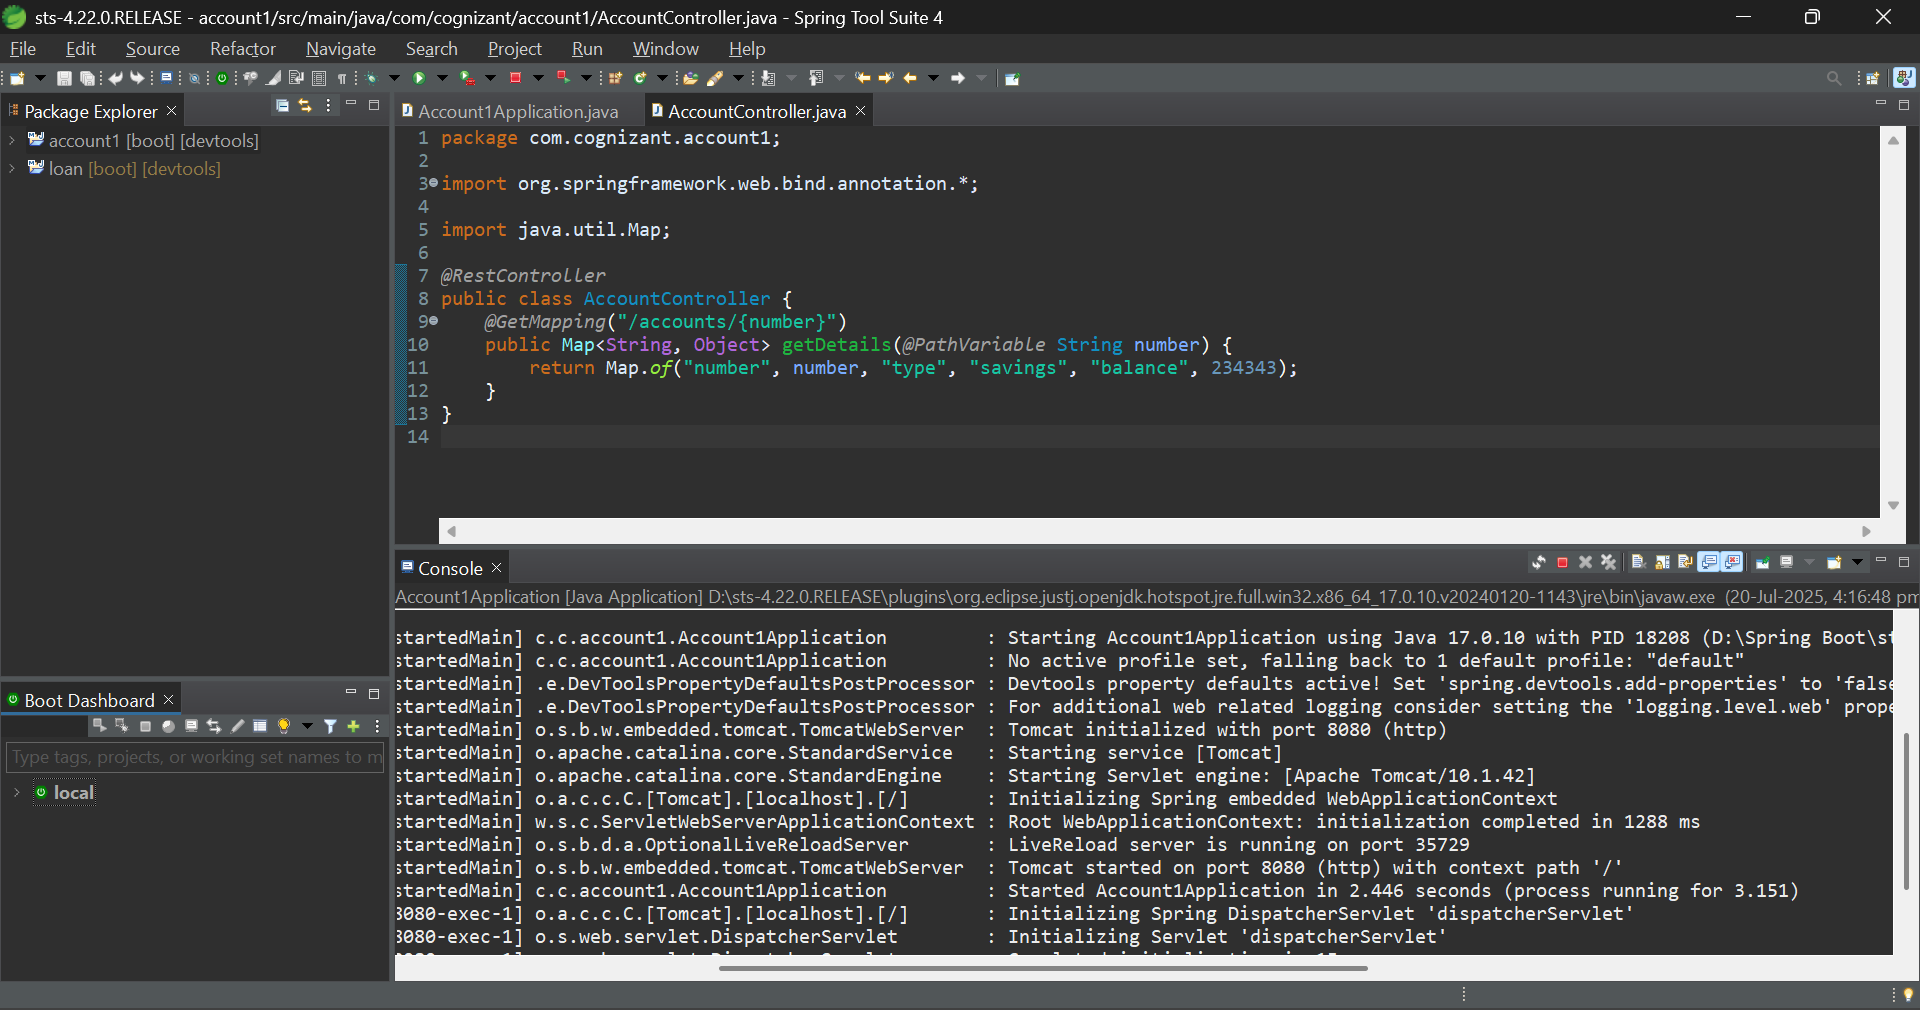 sts-4.22.0.RELEASE - account1/src/main/java/com/cognizant/account1/AccountController.java - Spring Tool Suite 4
File Edit Source Refactor Navigate Search Project Run Window Help
Package Explorer
account1 [boot] [devtools]
loan [boot] [devtools]
Account1Application.java AccountController.java
1 package com.cognizant.account1;
2
3 import org.springframework.web.bind.annotation.*;
4
5 import java.util.Map;
6
7 @RestController
8 public class AccountController {
9 @GetMapping("/accounts/{number}")
10 public Map<String, Object> getDetails(@PathVariable String number) {
11 return Map.of("number", number, "type", "savings", "balance", 234343);
12 }
13 }
14
Boot Dashboard
Type tags, projects, or working set names to m
local
Console
Account1Application [Java Application] D:\sts-4.22.0.RELEASE\plugins\org.eclipse.justj.openjdk.hotspot.jre.full.win32.x86_64_17.0.10.v20240120-1143\jre\bin\javaw.exe (20-Jul-2025, 4:16:48 pm
startedMain] c.c.account1.Account1Application : Starting Account1Application using Java 17.0.10 with PID 18208 (D:\Spring Boot\st
startedMain] c.c.account1.Account1Application : No active profile set, falling back to 1 default profile: "default"
startedMain] .e.DevToolsPropertyDefaultsPostProcessor : Devtools property defaults active! Set 'spring.devtools.add-properties' to 'false
startedMain] .e.DevToolsPropertyDefaultsPostProcessor : For additional web related logging consider setting the 'logging.level.web' prope
startedMain] o.s.b.w.embedded.tomcat.TomcatWebServer : Tomcat initialized with port 8080 (http)
startedMain] o.apache.catalina.core.StandardService : Starting service [Tomcat]
startedMain] o.apache.catalina.core.StandardEngine : Starting Servlet engine: [Apache Tomcat/10.1.42]
startedMain] o.a.c.c.C.[Tomcat].[localhost].[/] : Initializing Spring embedded WebApplicationContext
startedMain] w.s.c.ServletWebServerApplicationContext : Root WebApplicationContext: initialization completed in 1288 ms
startedMain] o.s.b.d.a.OptionalLiveReloadServer : LiveReload server is running on port 35729
startedMain] o.s.b.w.embedded.tomcat.TomcatWebServer : Tomcat started on port 8080 (http) with context path '/'
startedMain] c.c.account1.Account1Application : Started Account1Application in 2.446 seconds (process running for 3.151)
8080-exec-1] o.a.c.c.C.[Tomcat].[localhost].[/] : Initializing Spring DispatcherServlet 'dispatcherServlet'
8080-exec-1] o.s.web.servlet.DispatcherServlet : Initializing Servlet 'dispatcherServlet'